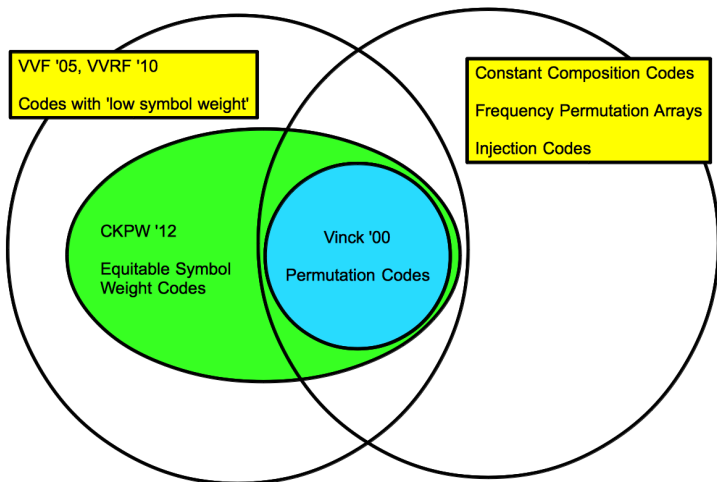 VVF '05, VVRF '10
Codes with 'low symbol weight'
Constant Composition Codes
Frequency Permutation Arrays
Injection Codes
CKPW '12
Equitable Symbol
Weight Codes
Vinck '00
Permutation Codes